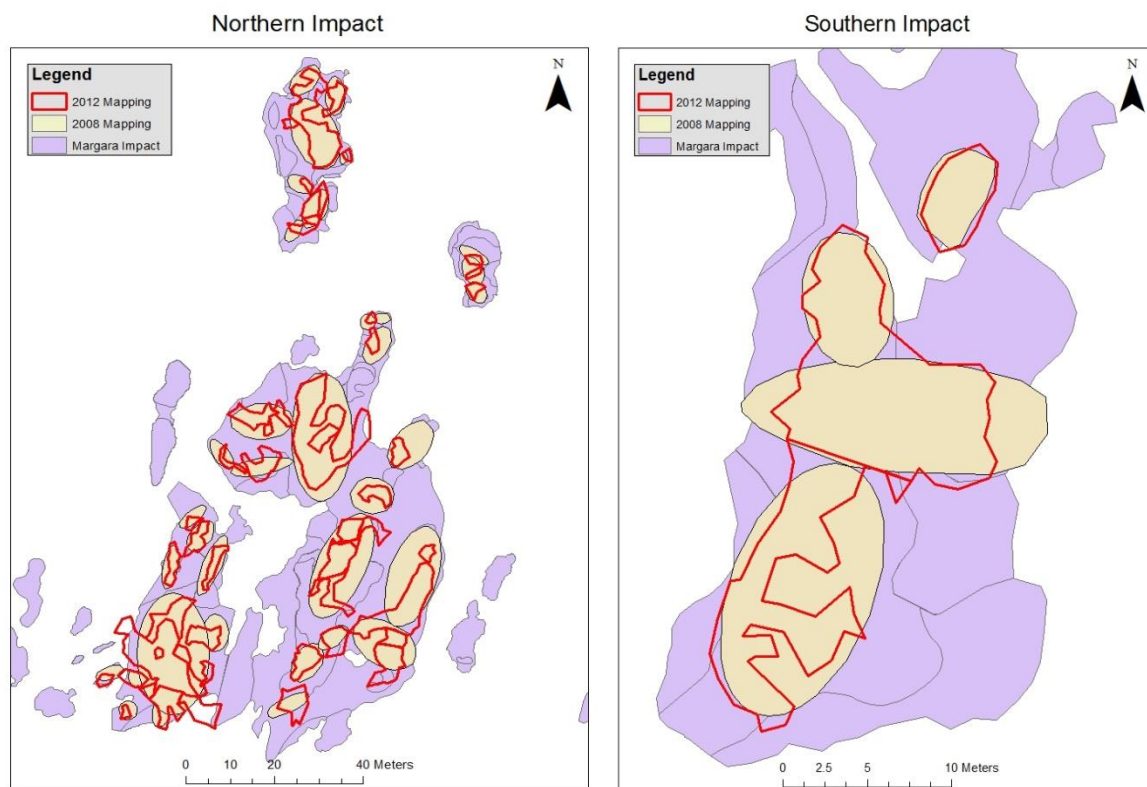 Northern Impact
Legend
2012 Mapping
2008 Mapping
Margara Impact
N
0 20 40 Meters
Southern Impact
Legend
2012 Mapping
2008 Mapping
Margara Impact
N
0 2.5 5 10 Meters